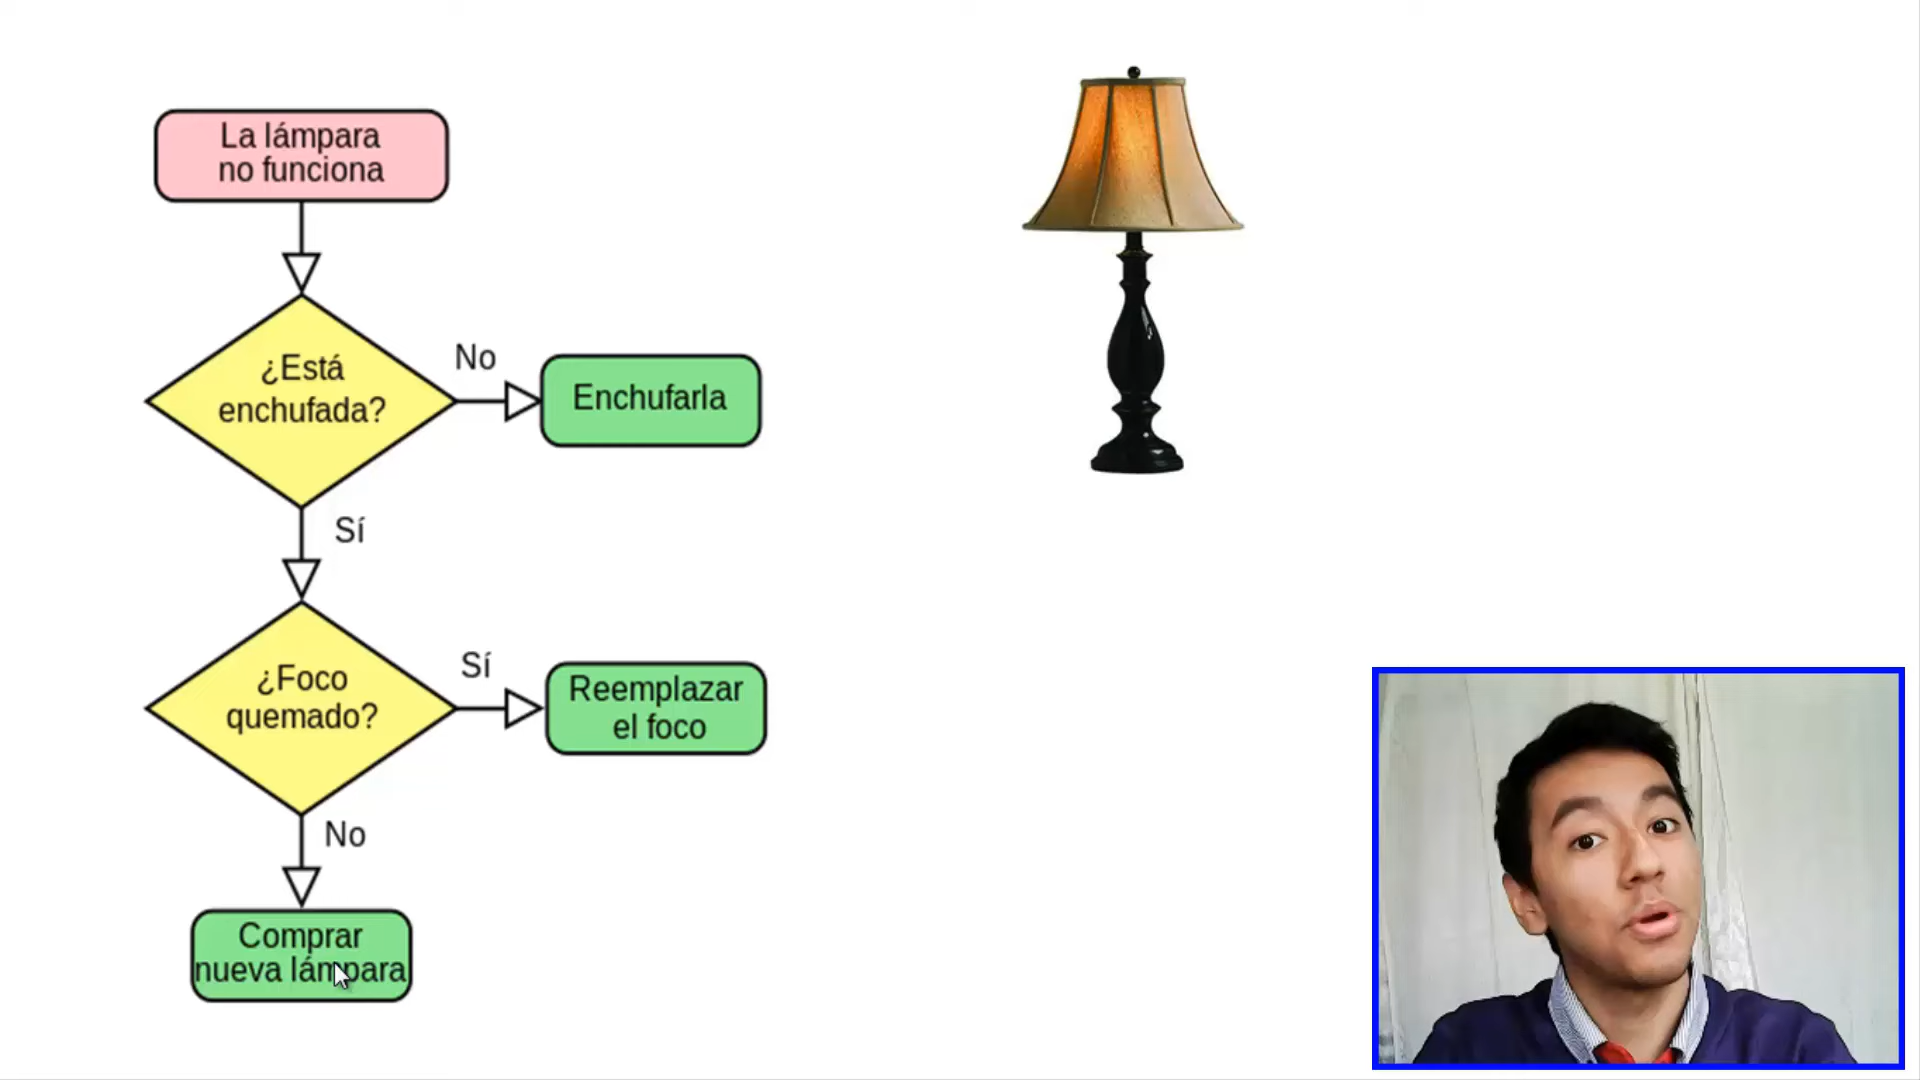 La lámpara
no funciona
¿Está
enchufada?
No
Enchufarla
Sí
¿Foco
quemado?
Sí
Reemplazar
el foco
No
Comprar
nueva lámpara